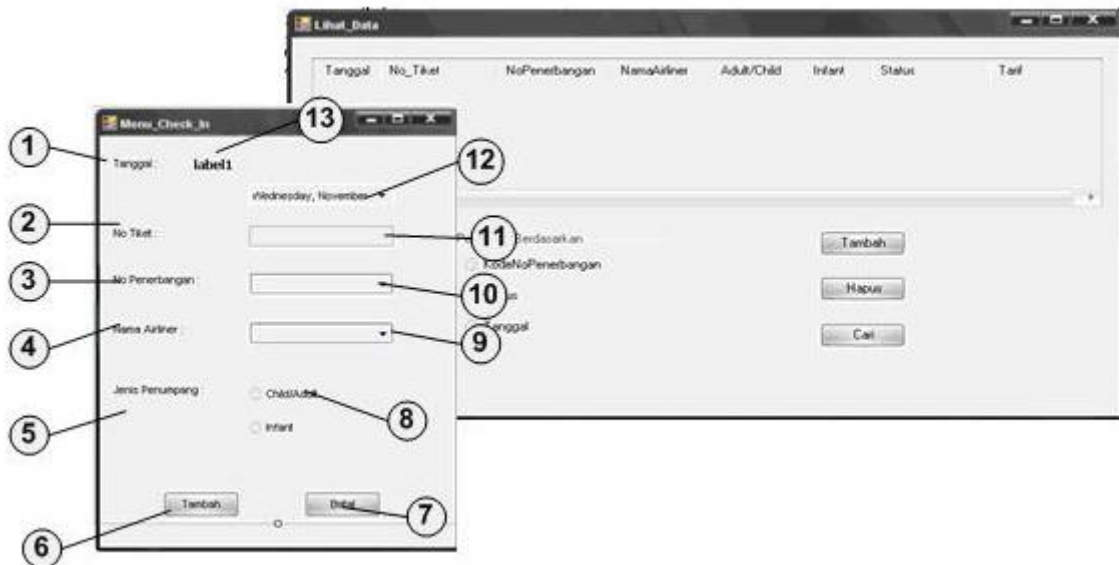 Lihat_Data
Tanggal No_Tiket NoPenerbangan NamaAirliner Adult/Child Infant Status Tarif
Menu_Check_In
13
1
Tanggal : label1
12
Wednesday, November
2
No Tiket :
11
3
No Penerbangan :
10
4
Nama Airliner :
9
5
Jenis Penumpang :
Child/Adult
8
Infant
Tambah
Batal
7
6
Berdasarkan
KodeNoPenerbangan
Tanggal
Tambah
Hapus
Cari